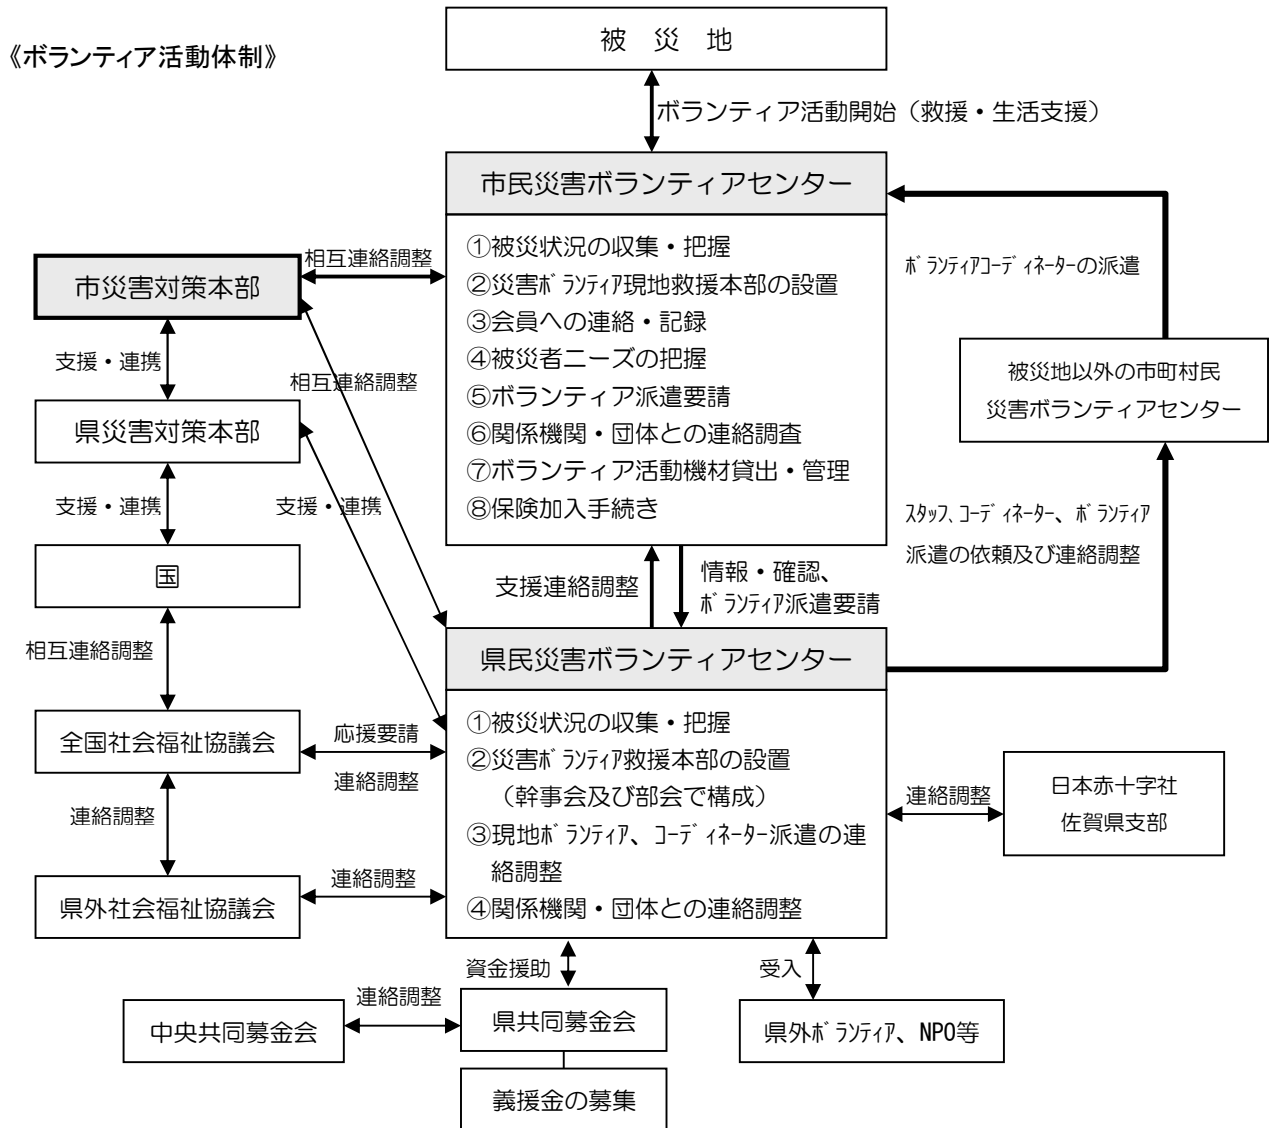 《ボランティア活動体制》
被 災 地
ボランティア活動開始（救援・生活支援）
市民災害ボランティアセンター
①被災状況の収集・把握
②災害ﾎﾞﾗﾝﾃｨｱ現地救援本部の設置
③会員への連絡・記録
④被災者ニーズの把握
⑤ボランティア派遣要請
⑥関係機関・団体との連絡調査
⑦ボランティア活動機材貸出・管理
⑧保険加入手続き
相互連絡調整
市災害対策本部
支援・連携
相互連絡調整
県災害対策本部
支援・連携
支援・連携
国
相互連絡調整
全国社会福祉協議会
応援要請
連絡調整
連絡調整
県外社会福祉協議会
連絡調整
ﾎﾞﾗﾝﾃｨｱｺｰﾃﾞｨﾈｰﾀｰの派遣
被災地以外の市町村民
災害ボランティアセンター
ｽﾀｯﾌ、ｺｰﾃﾞｨﾈｰﾀｰ、ﾎﾞﾗﾝﾃｨｱ
派遣の依頼及び連絡調整
支援連絡調整
情報・確認、
ﾎﾞﾗﾝﾃｨｱ派遣要請
県民災害ボランティアセンター
①被災状況の収集・把握
②災害ﾎﾞﾗﾝﾃｨｱ救援本部の設置
（幹事会及び部会で構成）
③現地ﾎﾞﾗﾝﾃｨｱ、ｺｰﾃﾞｨﾈｰﾀｰ派遣の連
絡調整
④関係機関・団体との連絡調整
連絡調整
日本赤十字社
佐賀県支部
資金援助
受入
中央共同募金会
連絡調整
県共同募金会
県外ﾎﾞﾗﾝﾃｨｱ、NPO等
義援金の募集